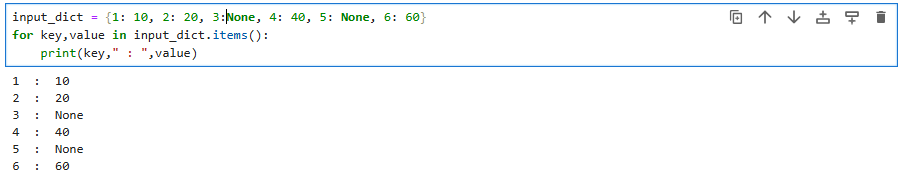 input_dict = {1: 10, 2: 20, 3:None, 4: 40, 5: None, 6: 60}
for key,value in input_dict.items():
    print(key," : ",value)
1  :  10
2  :  20
3  :  None
4  :  40
5  :  None
6  :  60